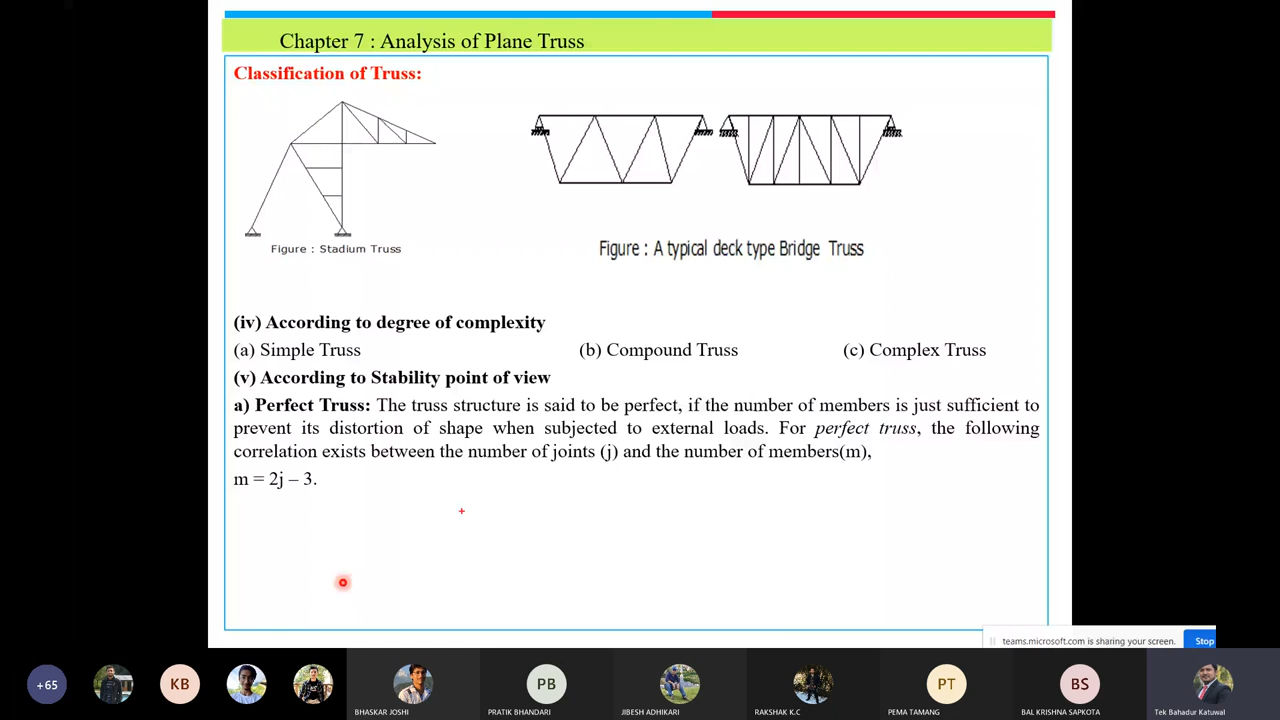 Chapter 7 : Analysis of Plane Truss
Classification of Truss:
Figure : Stadium Truss
Figure : A typical deck type Bridge Truss
(iv) According to degree of complexity
(a) Simple Truss (b) Compound Truss (c) Complex Truss
(v) According to Stability point of view
a) Perfect Truss: The truss structure is said to be perfect, if the number of members is just sufficient to
prevent its distortion of shape when subjected to external loads. For perfect truss, the following
correlation exists between the number of joints (j) and the number of members(m),
m = 2j – 3.
teams.microsoft.com is sharing your screen. Stop
+65 KB PB PT BS
BHASKAR JOSHI PRATIK BHANDARI JIBESH ADHIKARI RAKSHAK K.C PEMA TAMANG BAL KRISHNA SAPKOTA Tek Bahadur Katuwal